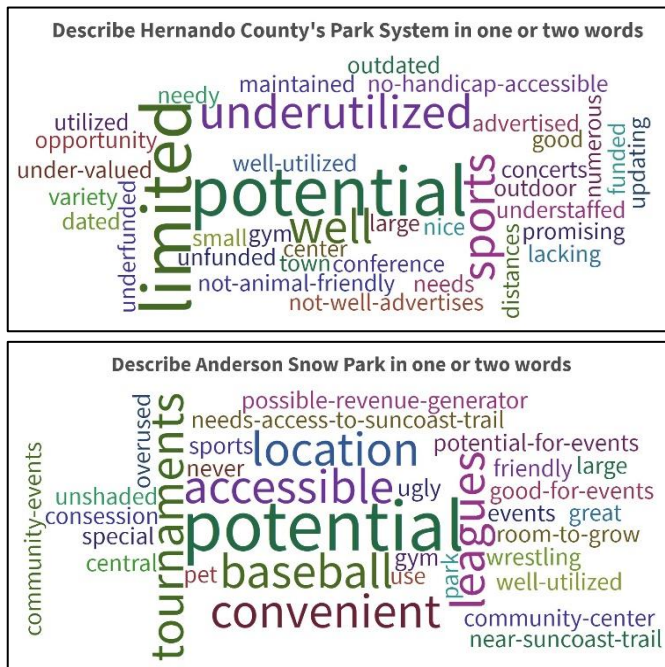 Describe Hernando County's Park System in one or two words
outdated
maintained no-handicap-accessible
needy
underutilized
utilized
advertised
opportunity
good
numerous
funded
updating
under-valued
well-utilized
concerts
limited
potential
sports
outdoor
variety
underfunded
understaffed
dated
well
large
nice
small
gym
promising
center
unfunded
town
conference
distances
lacking
not-animal-friendly
needs
not-well-advertises
Describe Anderson Snow Park in one or two words
possible-revenue-generator
overused
tournaments
needs-access-to-suncoast-trail
sports
location
potential-for-events
community-events
never
leagues
friendly
large
accessible
ugly
good-for-events
unshaded
consession
potential
events
great
special
room-to-grow
central
gym
wrestling
pet
baseball
use
park
well-utilized
convenient
community-center
near-suncoast-trail